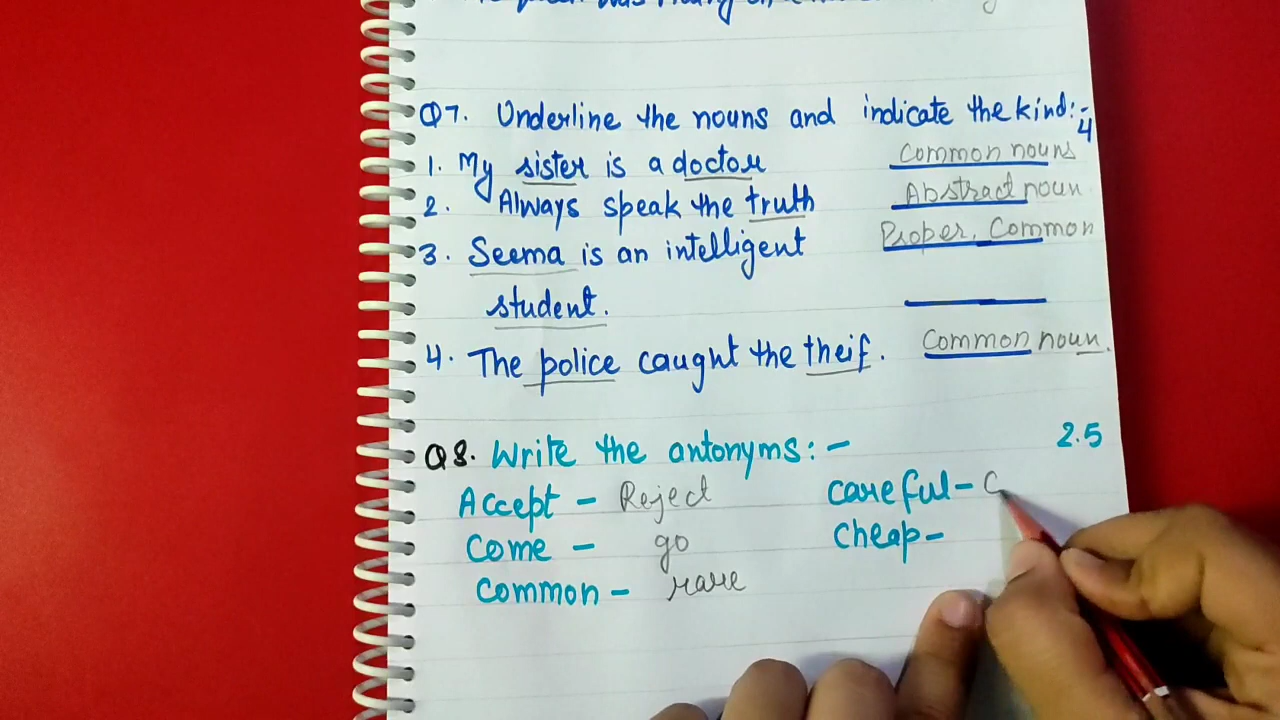 Q7. Underline the nouns and indicate the kind:-
4
1. My sister is a doctor Common nouns
2. Always speak the truth Abstract noun
3. Seema is an intelligent Proper, Common
student.
4. The police caught the theif. Common noun.
Q8. Write the antonyms:- 2.5
Accept - Reject careful - C
Come - go cheap -
Common - rare